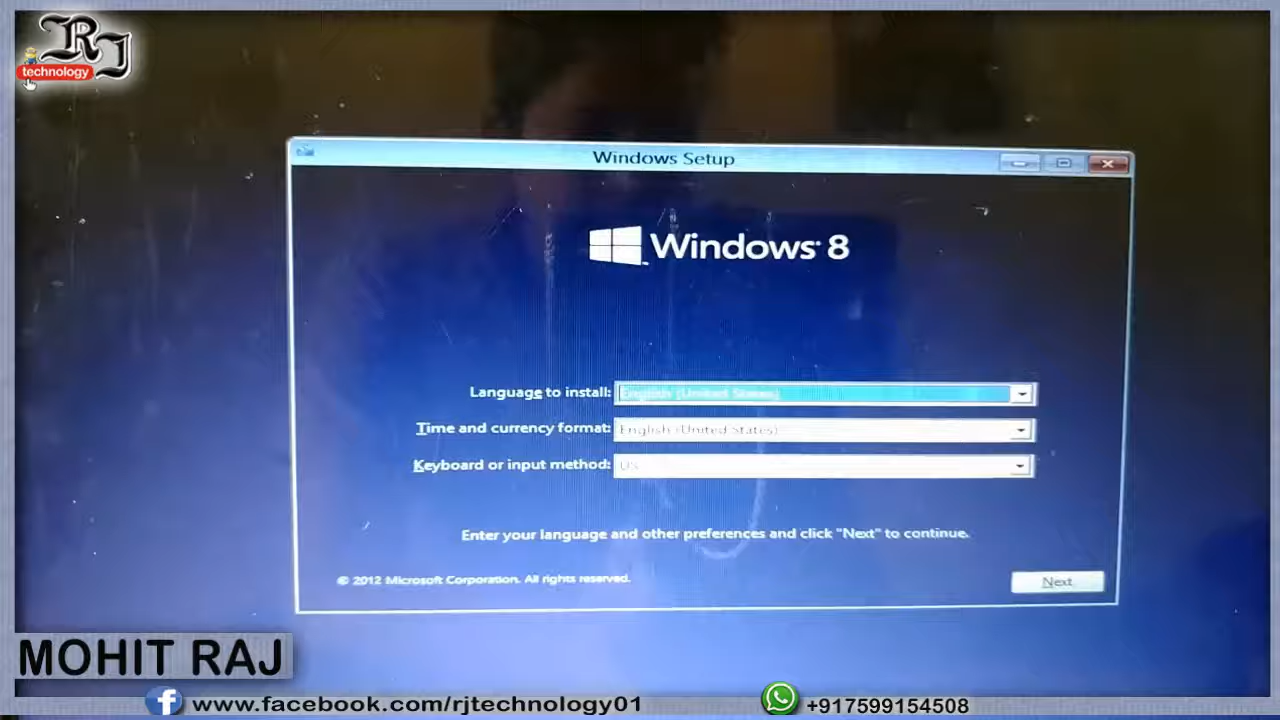 RJ
technology
Windows Setup
Windows 8
Language to install: English (United States)
Time and currency format: English (United States)
Keyboard or input method: US
Enter your language and other preferences and click "Next" to continue.
© 2012 Microsoft Corporation. All rights reserved.
Next
MOHIT RAJ
www.facebook.com/rjtechnology01
+917599154508